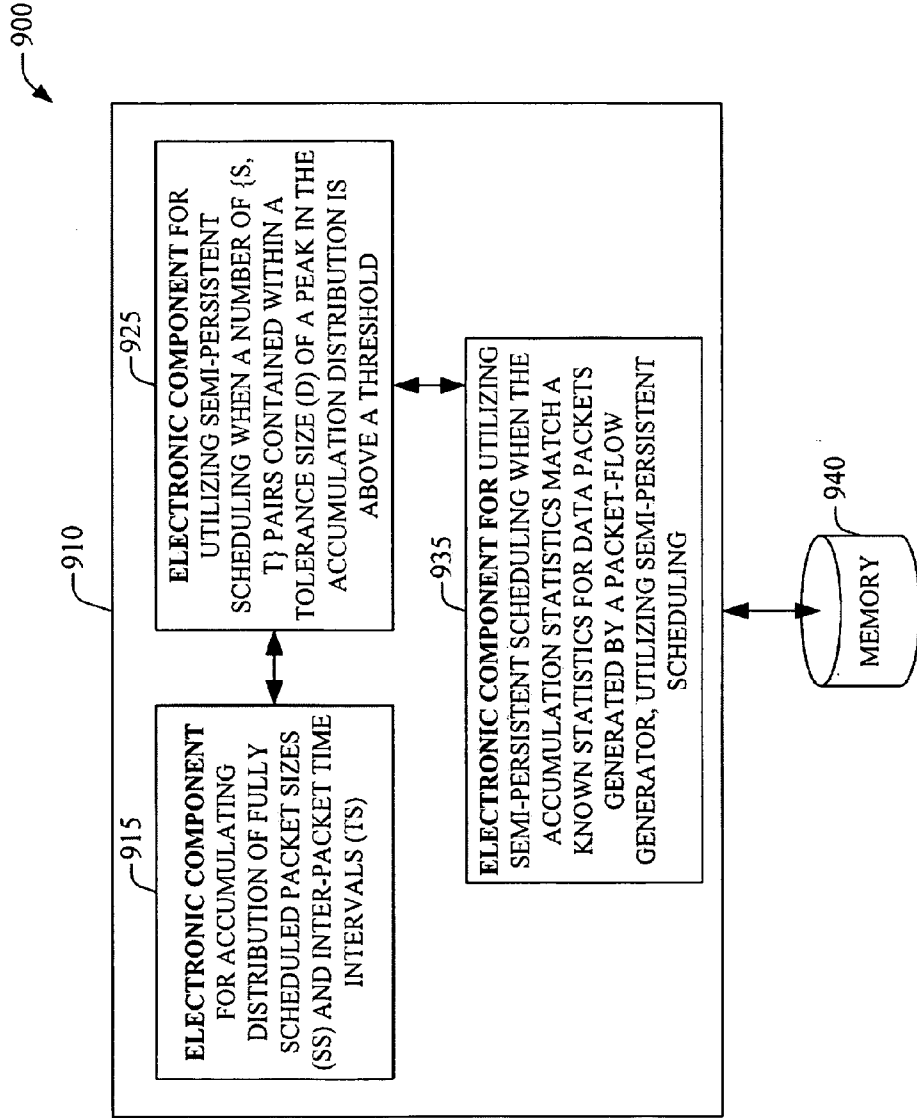 900
910
915
ELECTRONIC COMPONENT
FOR ACCUMULATING
DISTRIBUTION OF FULLY
SCHEDULED PACKET SIZES
(SS) AND INTER-PACKET TIME
INTERVALS (TS)
925
ELECTRONIC COMPONENT FOR
UTILIZING SEMI-PERSISTENT
SCHEDULING WHEN A NUMBER OF {S,
T} PAIRS CONTAINED WITHIN A
TOLERANCE SIZE (D) OF A PEAK IN THE
ACCUMULATION DISTRIBUTION IS
ABOVE A THRESHOLD
935
ELECTRONIC COMPONENT FOR UTILIZING
SEMI-PERSISTENT SCHEDULING WHEN THE
ACCUMULATION STATISTICS MATCH A
KNOWN STATISTICS FOR DATA PACKETS
GENERATED BY A PACKET-FLOW
GENERATOR, UTILIZING SEMI-PERSISTENT
SCHEDULING
940
MEMORY